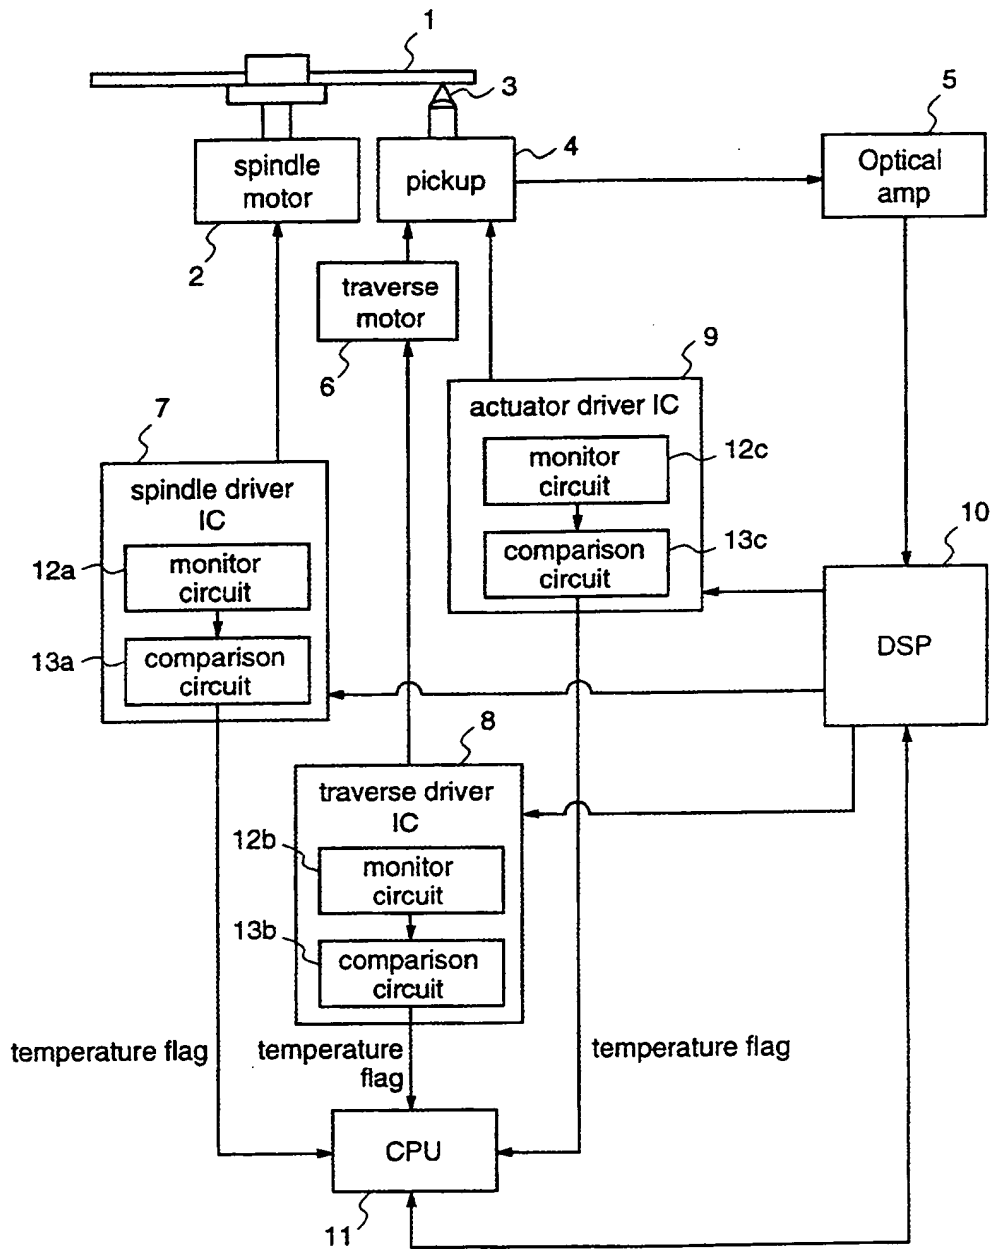 1
3
5
4
spindle
motor
pickup
Optical
amp
2
traverse
motor
6
9
7
actuator driver IC
monitor
circuit
12c
spindle driver
IC
10
comparison
circuit
13c
12a
monitor
circuit
DSP
13a
comparison
circuit
8
traverse driver
IC
12b
monitor
circuit
13b
comparison
circuit
temperature flag
temperature
flag
temperature flag
CPU
11